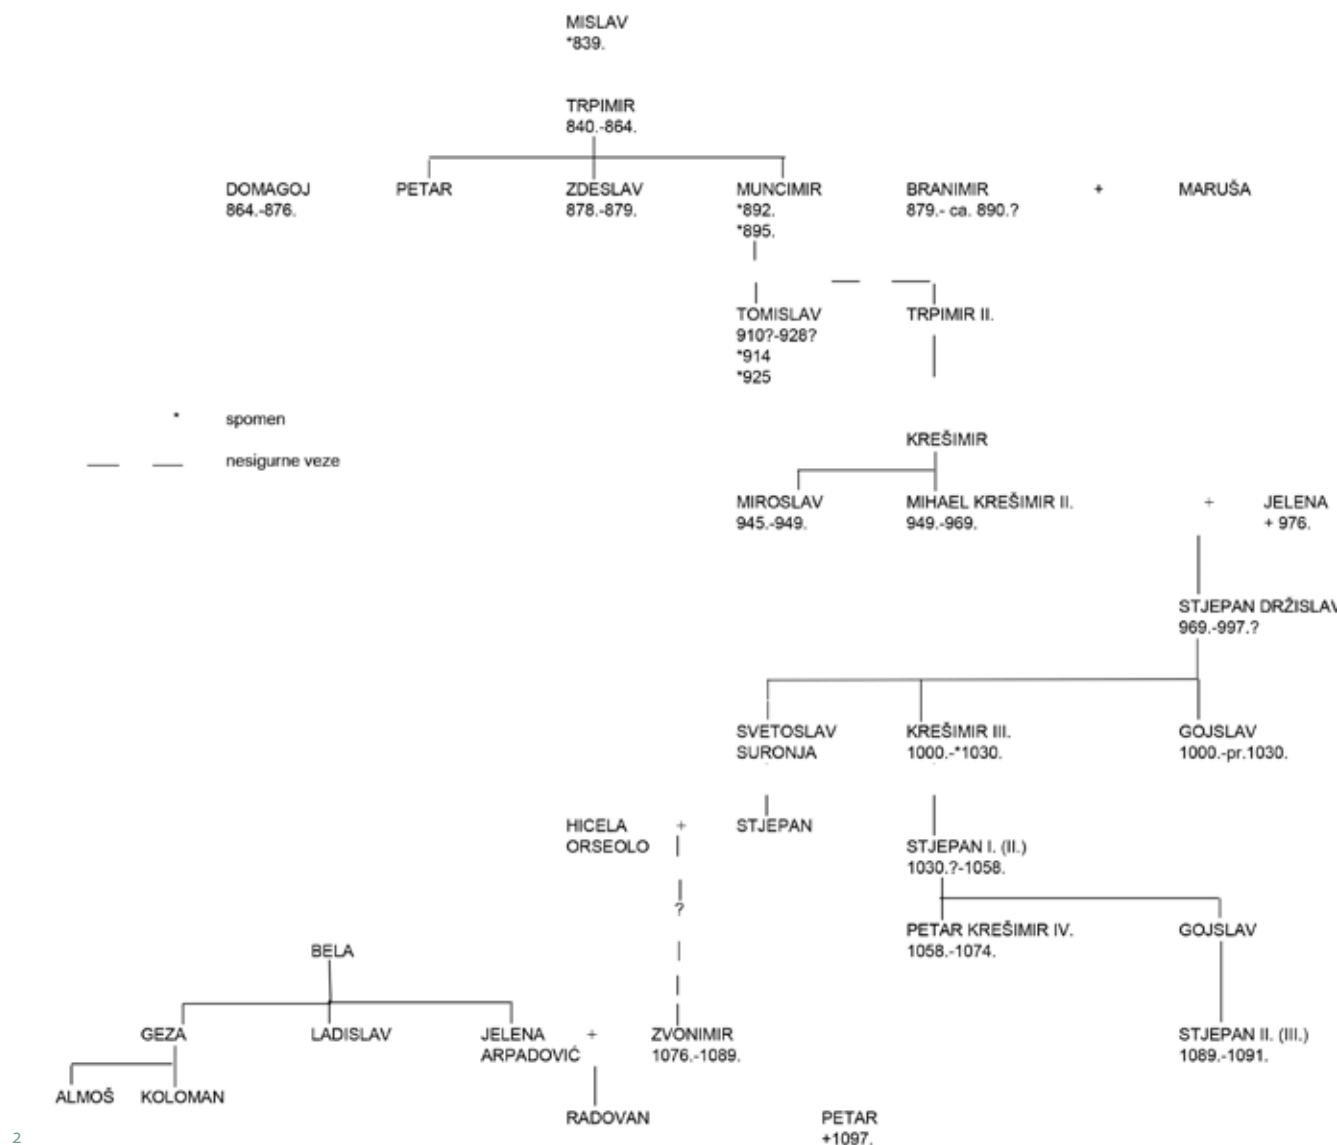 MISLAV
*839.
TRPIMIR
840.-864.
DOMAGOJ
864.-876.
PETAR
ZDESLAV
878.-879.
MUNCIMIR
*892.
*895.
BRANIMIR
879.- ca. 890.?
+
MARUŠA
TOMISLAV
910?-928?
*914
*925
TRPIMIR II.
* spomen
nesigurne veze
KREŠIMIR
MIROSLAV
945.-949.
MIHAEL KREŠIMIR II.
949.-969.
+
JELENA
+ 976.
STJEPAN DRŽISLAV
969.-997.?
SVETOSLAV
SURONJA
KREŠIMIR III.
1000.-*1030.
GOJSLAV
1000.-pr.1030.
HICELA
ORSEOLO
+
STJEPAN
STJEPAN I. (II.)
1030.?-1058.
?
PETAR KREŠIMIR IV.
1058.-1074.
GOJSLAV
BELA
GEZA
LADISLAV
JELENA
ARPADOVIĆ
+
ZVONIMIR
1076.-1089.
STJEPAN II. (III.)
1089.-1091.
ALMOŠ
KOLOMAN
RADOVAN
PETAR
+1097.
2